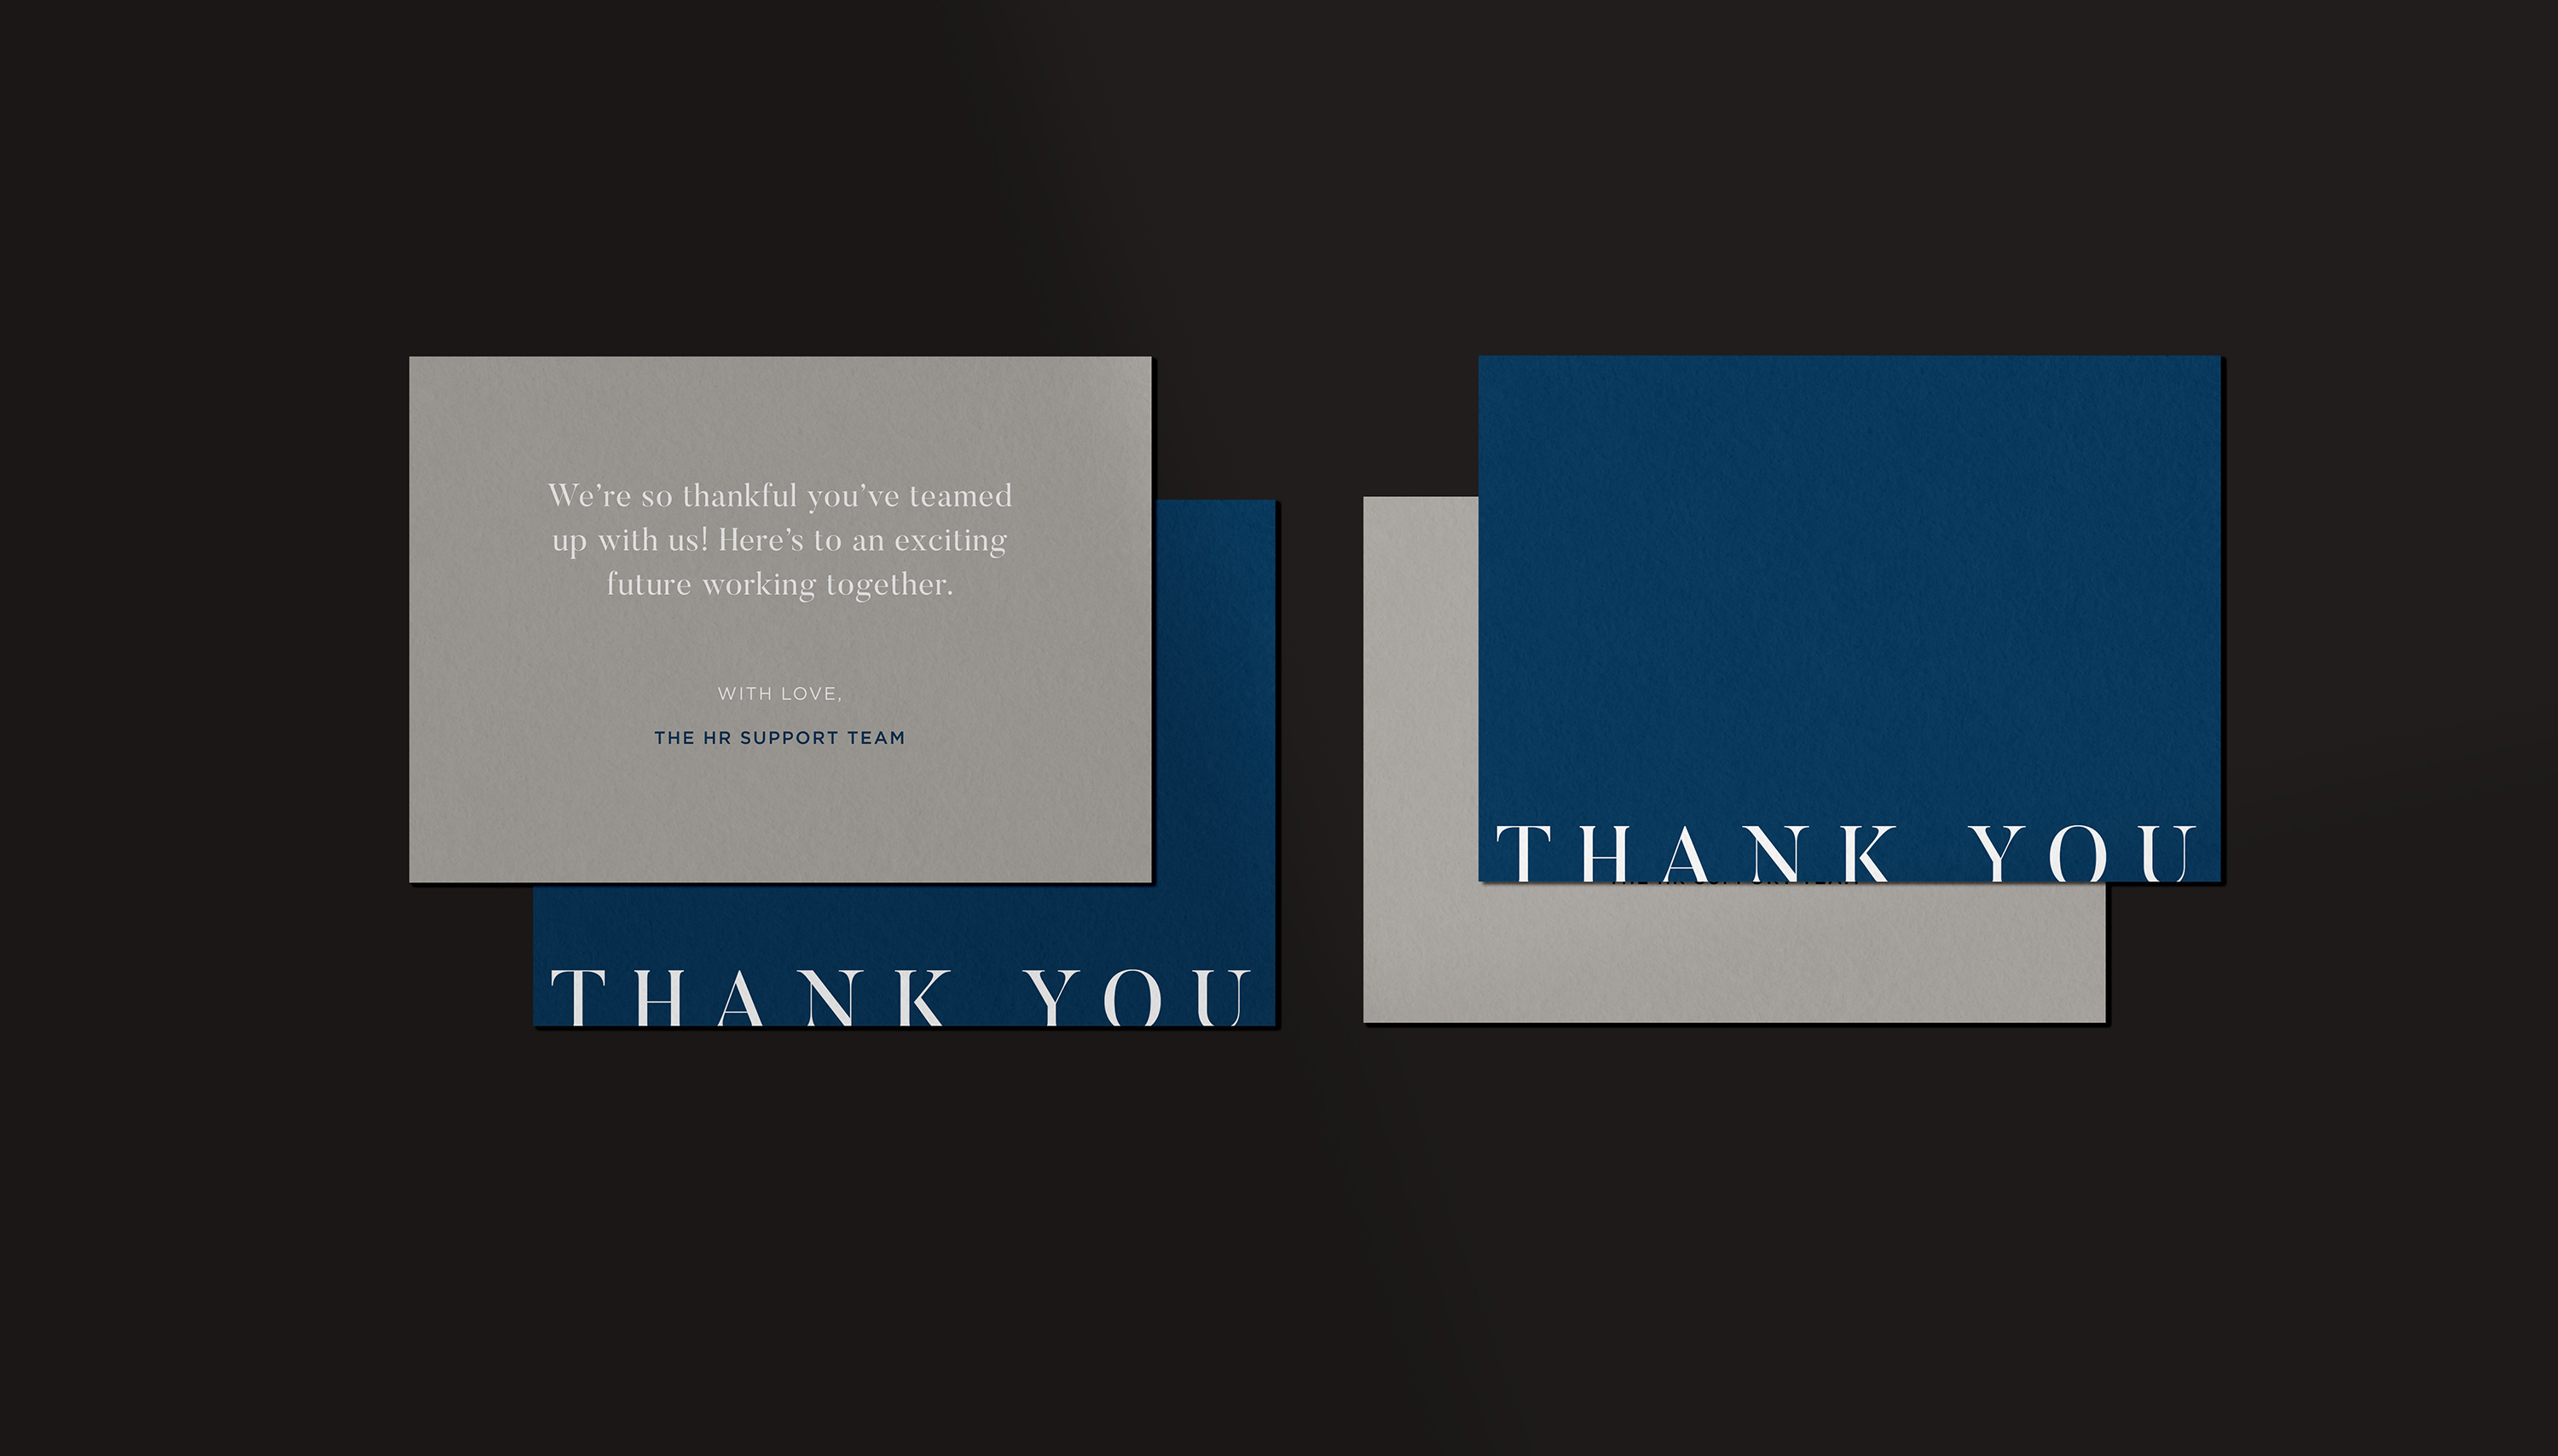 We’re so thankful you’ve teamed
up with us! Here’s to an exciting
future working together.
WITH LOVE,
THE HR SUPPORT TEAM
THANK YOU
THANK YOU